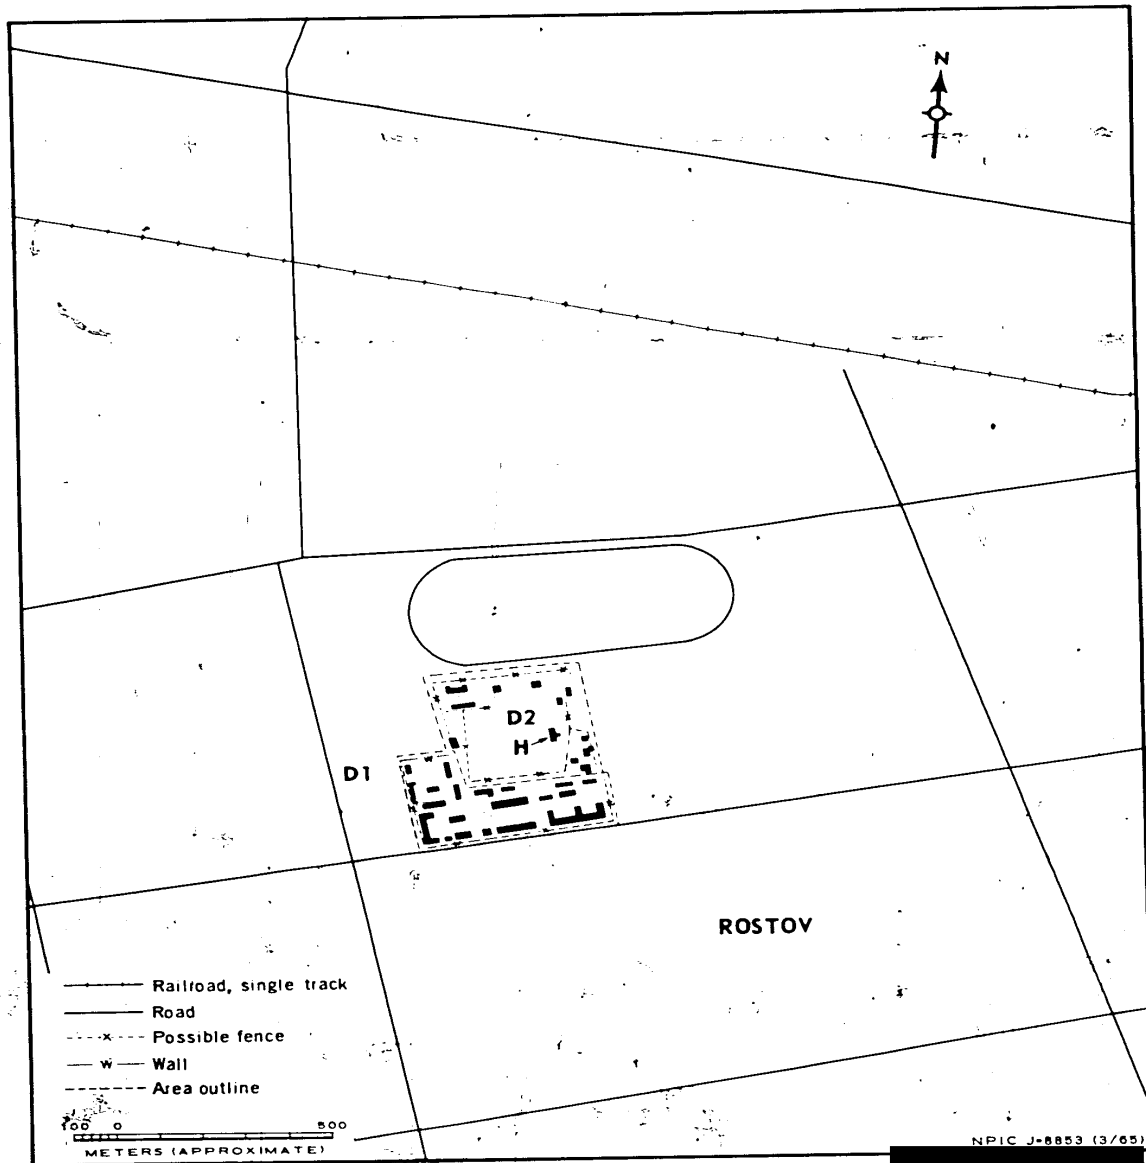 N
D2
H
D1
ROSTOV
Railroad, single track
Road
x Possible fence
W Wall
Area outline
100 0 500
METERS (APPROXIMATE)
NPIC J-8853 (3/65)